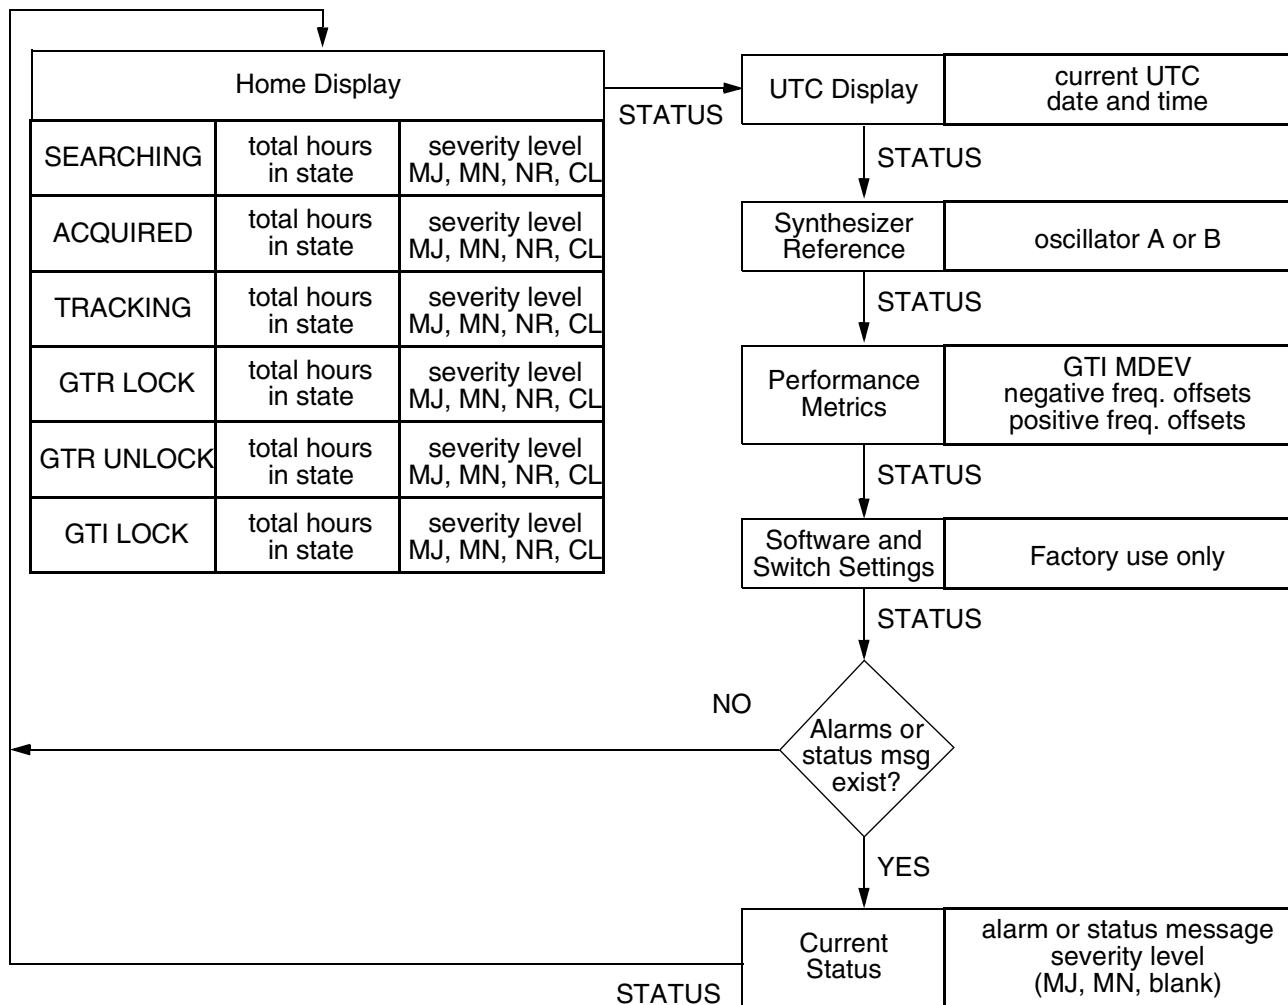 Home Display
SEARCHING
total hours
in state
severity level
MJ, MN, NR, CL
ACQUIRED
total hours
in state
severity level
MJ, MN, NR, CL
TRACKING
total hours
in state
severity level
MJ, MN, NR, CL
GTR LOCK
total hours
in state
severity level
MJ, MN, NR, CL
GTR UNLOCK
total hours
in state
severity level
MJ, MN, NR, CL
GTI LOCK
total hours
in state
severity level
MJ, MN, NR, CL
STATUS
UTC Display
current UTC
date and time
STATUS
Synthesizer
Reference
oscillator A or B
STATUS
Performance
Metrics
GTI MDEV
negative freq. offsets
positive freq. offsets
STATUS
Software and
Switch Settings
Factory use only
STATUS
Alarms or
status msg
exist?
NO
YES
Current
Status
alarm or status message
severity level
(MJ, MN, blank)
STATUS